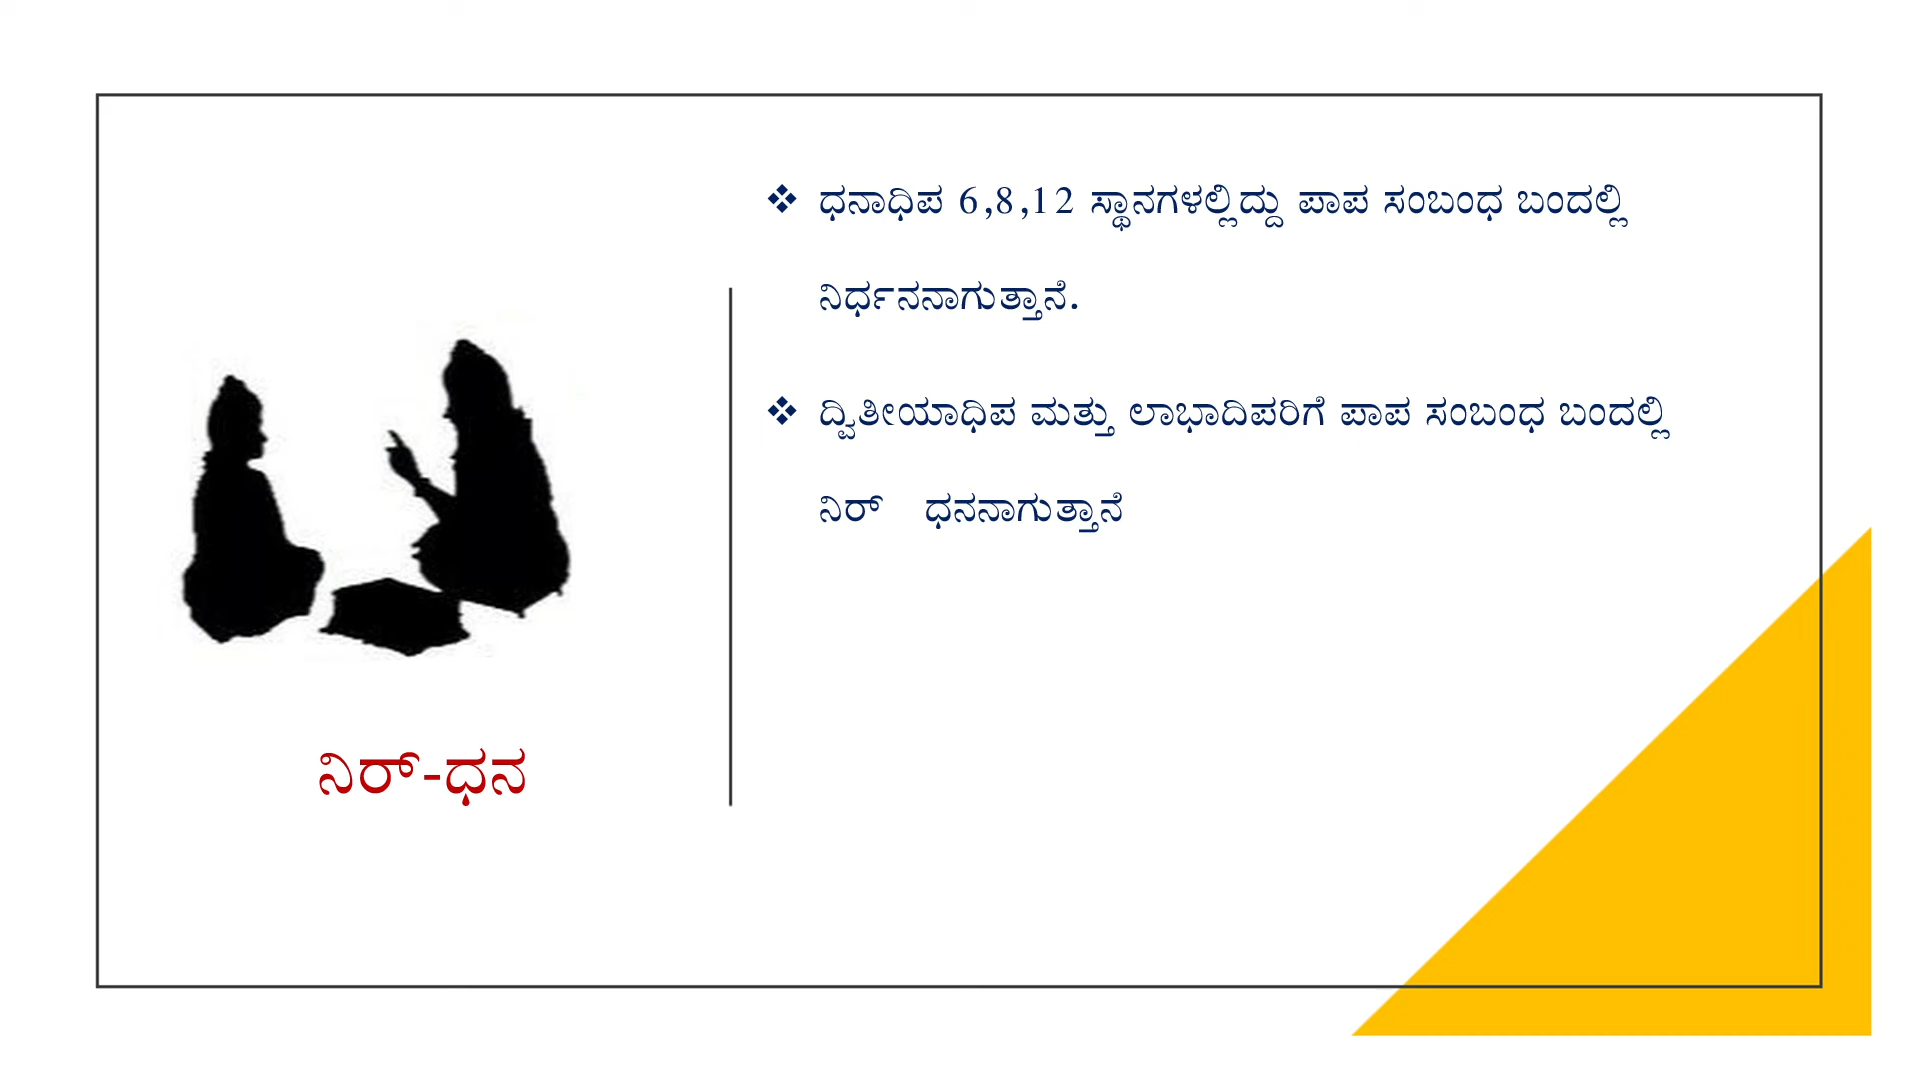 ❖ ಧನಾಧಿಪ 6,8,12 ಸ್ಥಾನಗಳಲ್ಲಿದ್ದು ಪಾಪ ಸಂಬಂಧ ಬಂದಲ್ಲಿ
ನಿರ್ಧನನಾಗುತ್ತಾನೆ.
❖ ದ್ವಿತೀಯಾಧಿಪ ಮತ್ತು ಲಾಭಾದಿಪರಿಗೆ ಪಾಪ ಸಂಬಂಧ ಬಂದಲ್ಲಿ
ನಿರ್ ಧನನಾಗುತ್ತಾನೆ
ನಿರ್-ಧನ